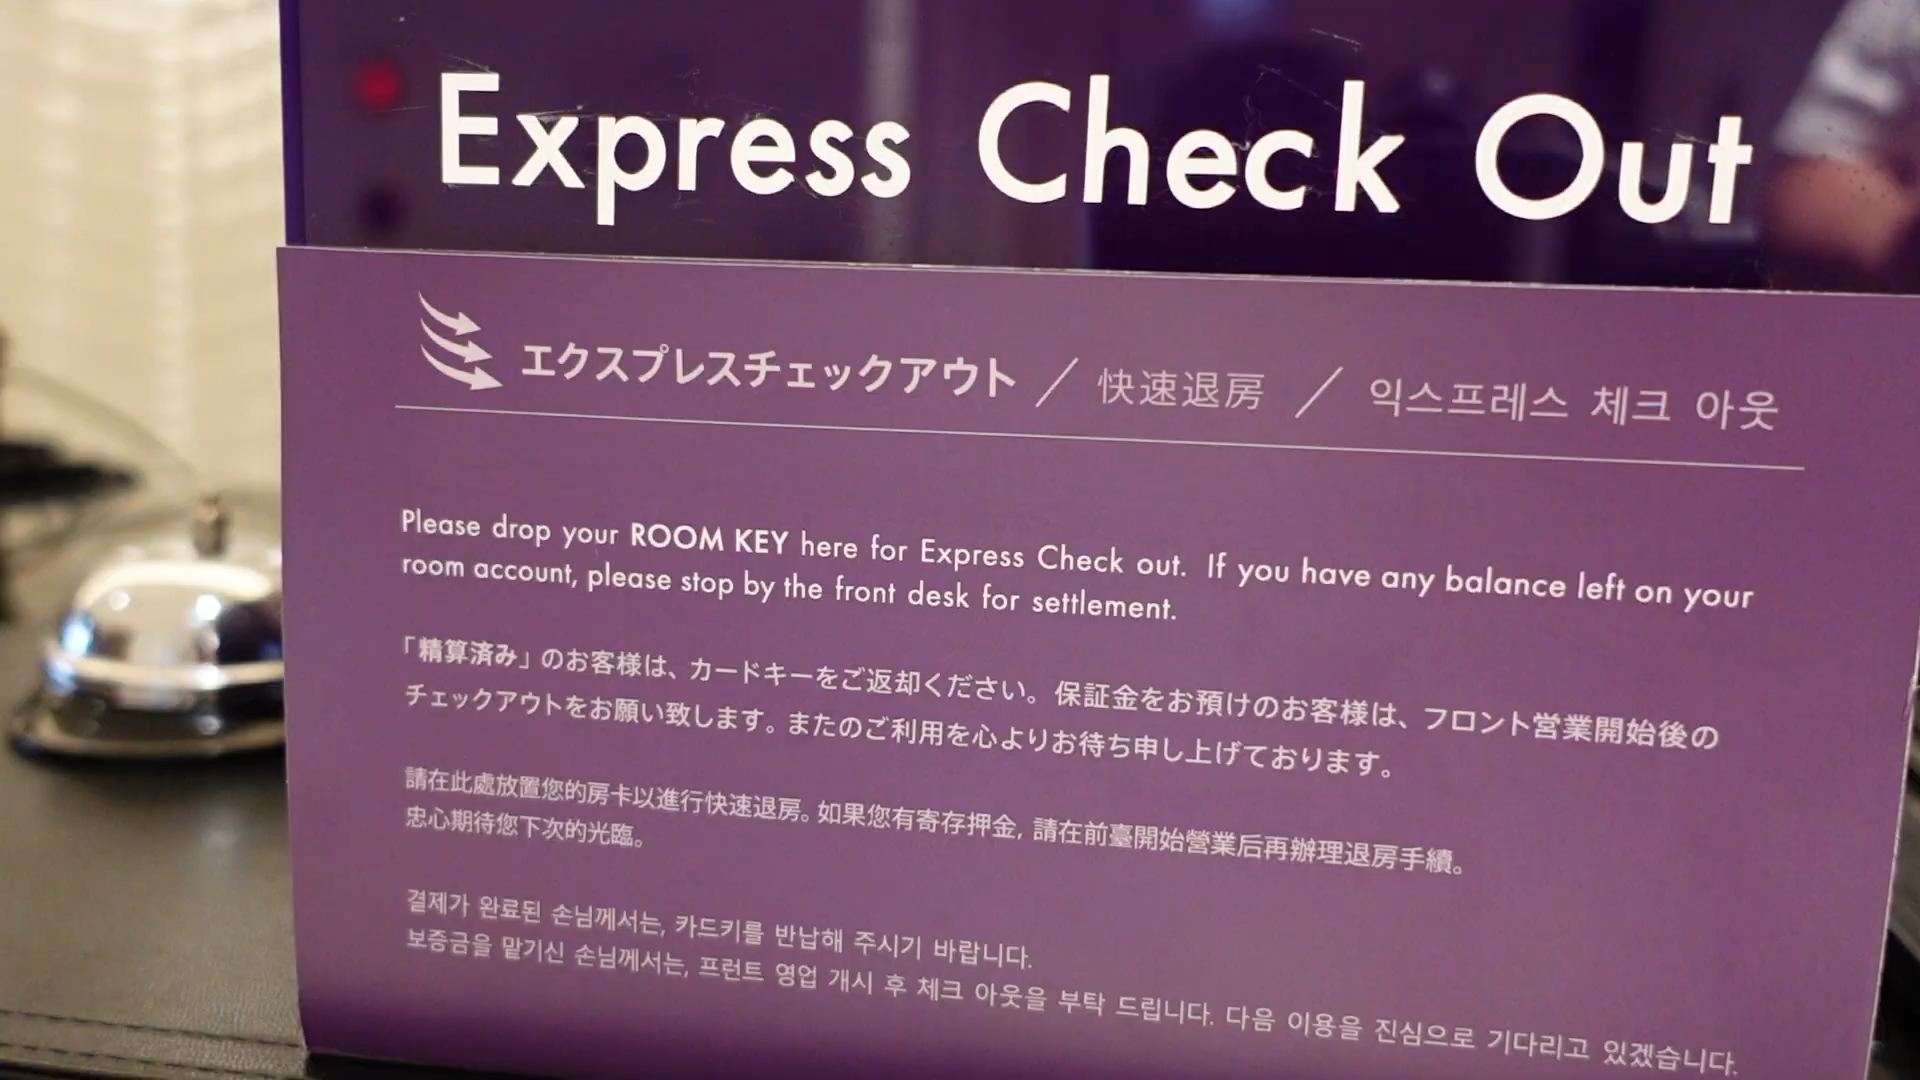 Express Check Out
エクスプレスチェックアウト / 快速退房 / 익스프레스 체크 아웃
Please drop your ROOM KEY here for Express Check out. If you have any balance left on your
room account, please stop by the front desk for settlement.
「精算済み」のお客様は、カードキーをご返却ください。保証金をお預けのお客様は、フロント営業開始後の
チェックアウトをお願い致します。またのご利用を心よりお待ち申し上げております。
請在此處放置您的房卡以進行快速退房。如果您有寄存押金, 請在前臺開始營業后再辦理退房手續。
忠心期待您下次的光臨。
결제가 완료된 손님께서는, 카드키를 반납해 주시기 바랍니다.
보증금을 맡기신 손님께서는, 프런트 영업 개시 후 체크 아웃을 부탁 드립니다. 다음 이용을 진심으로 기다리고 있겠습니다.